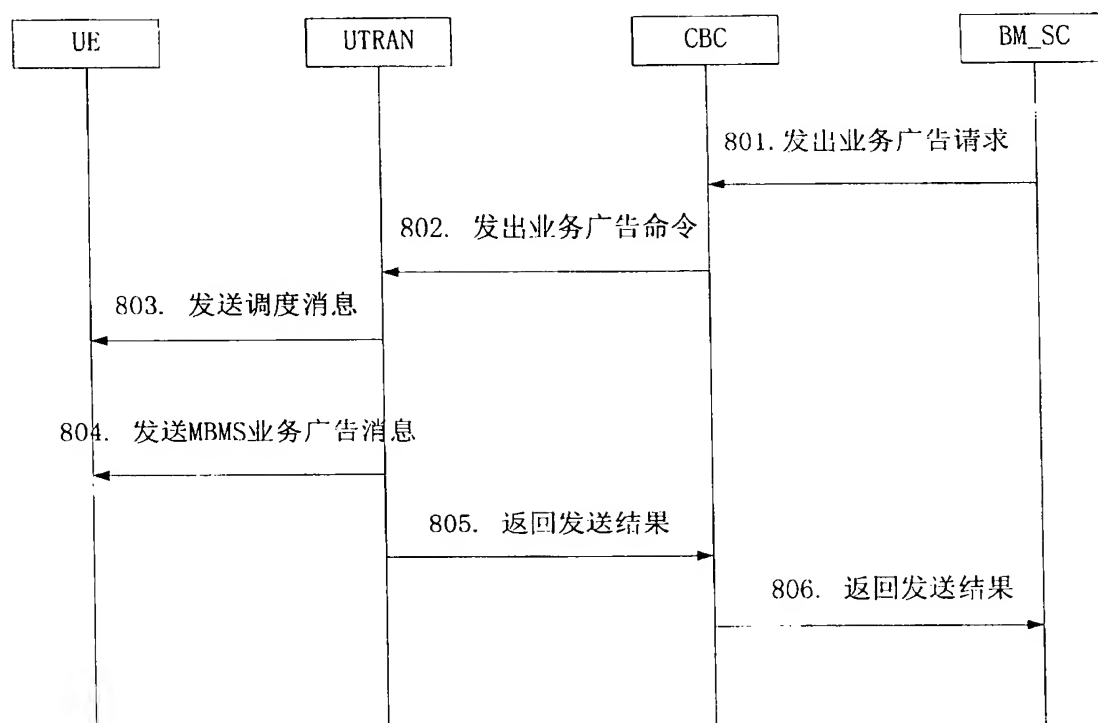 UE UTRAN CBC BM_SC
801.发出业务广告请求
802. 发出业务广告命令
803. 发送调度消息
804. 发送MBMS业务广告消息
805. 返回发送结果
806. 返回发送结果